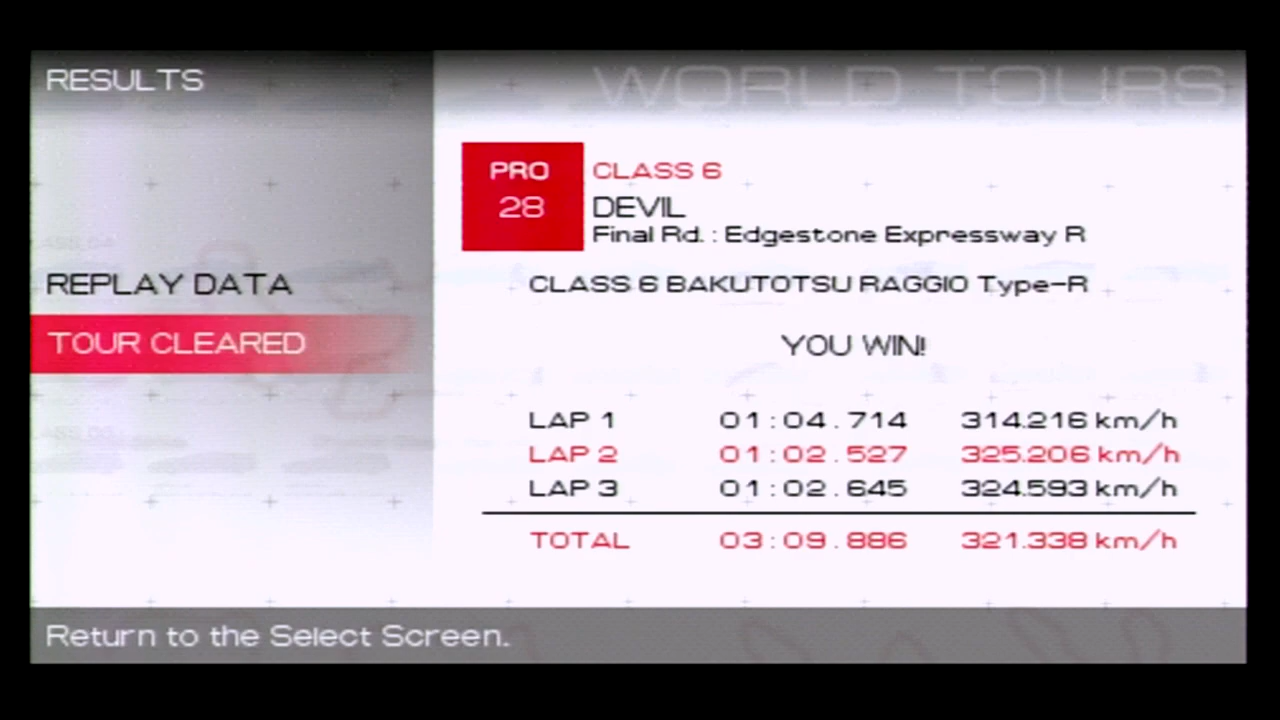 RESULTS
WORLD TOURS
PRO
28
CLASS 6
DEVIL
Final Rd. : Edgestone Expressway R
REPLAY DATA
TOUR CLEARED
CLASS 6 BAKUTOTSU RAGGIO Type-R
YOU WIN!
LAP 1 01:04.714 314.216 km/h
LAP 2 01:02.527 325.206 km/h
LAP 3 01:02.645 324.593 km/h
TOTAL 03:09.886 321.338 km/h
Return to the Select Screen.